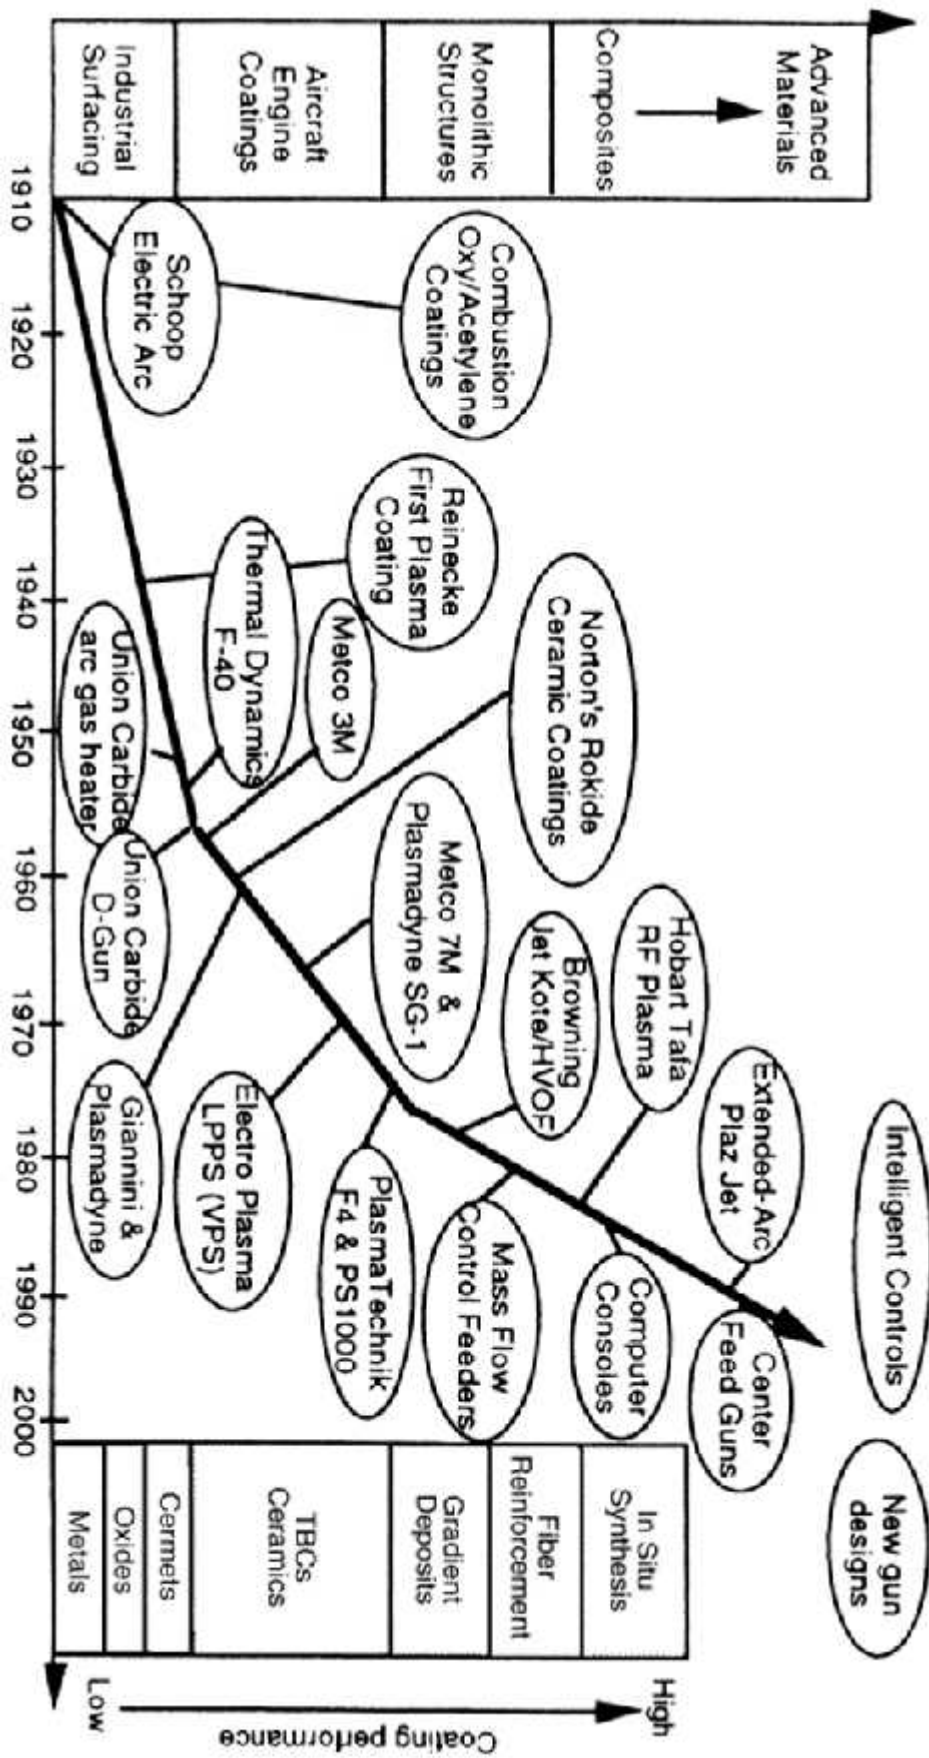 Advanced
Materials
Composites
Monolithic
Structures
Aircraft
Engine
Coatings
Industrial
Surfacing
Intelligent Controls
New gun
designs
Extended-Arc
Plaz Jet
Center
Feed Guns
Hobart Tafa
RF Plasma
Computer
Consoles
Norton's Rokide
Ceramic Coatings
Browning
Jet Kote/HVOF
Mass Flow
Control Feeders
Combustion
Oxy/Acetylene
Coatings
Reinecke
First Plasma
Coating
Metco 7M &
Plasmadyne SG-1
PlasmaTechnik
F4 & PS1000
Metco 3M
Thermal Dynamics
F-40
Electro Plasma
LPPS (VPS)
Schoop
Electric Arc
Union Carbide
arc gas heater
Union Carbide
D-Gun
Giannini &
Plasmadyne
1910
1920
1930
1940
1950
1960
1970
1980
1990
2000
In Situ
Synthesis
Fiber
Reinforcement
Gradient
Deposits
TBCs
Ceramics
Cermets
Oxides
Metals
High
Low
Coating performance